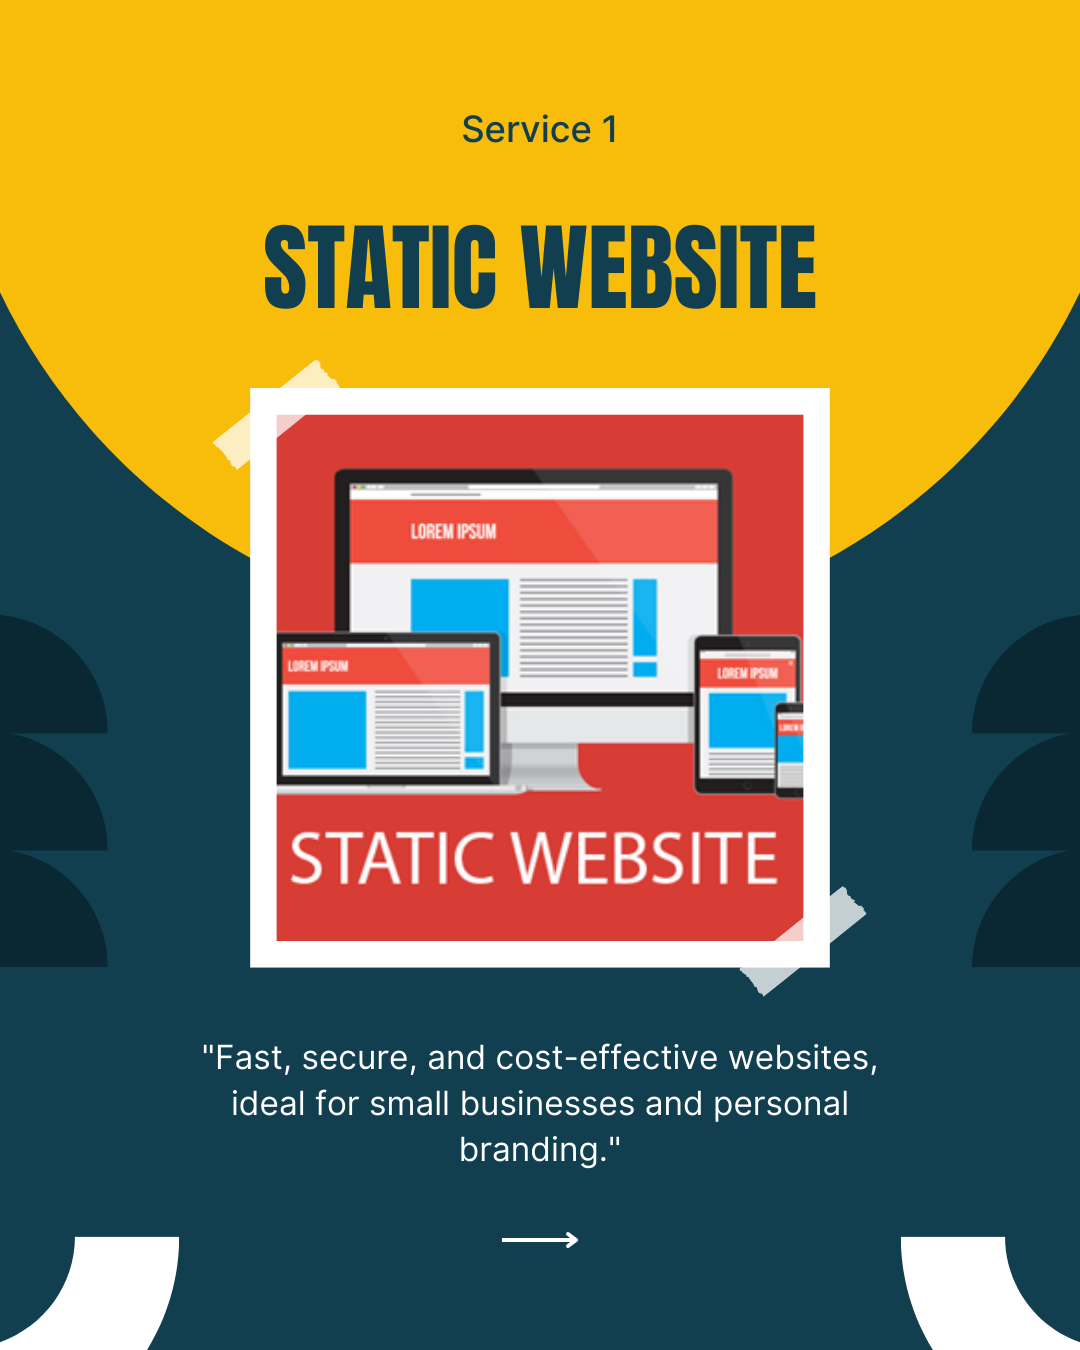 Service 1
STATIC WEBSITE
LOREM IPSUM
LOREM IPSUM
LOREM IPSUM
STATIC WEBSITE
"Fast, secure, and cost-effective websites,
ideal for small businesses and personal
branding."